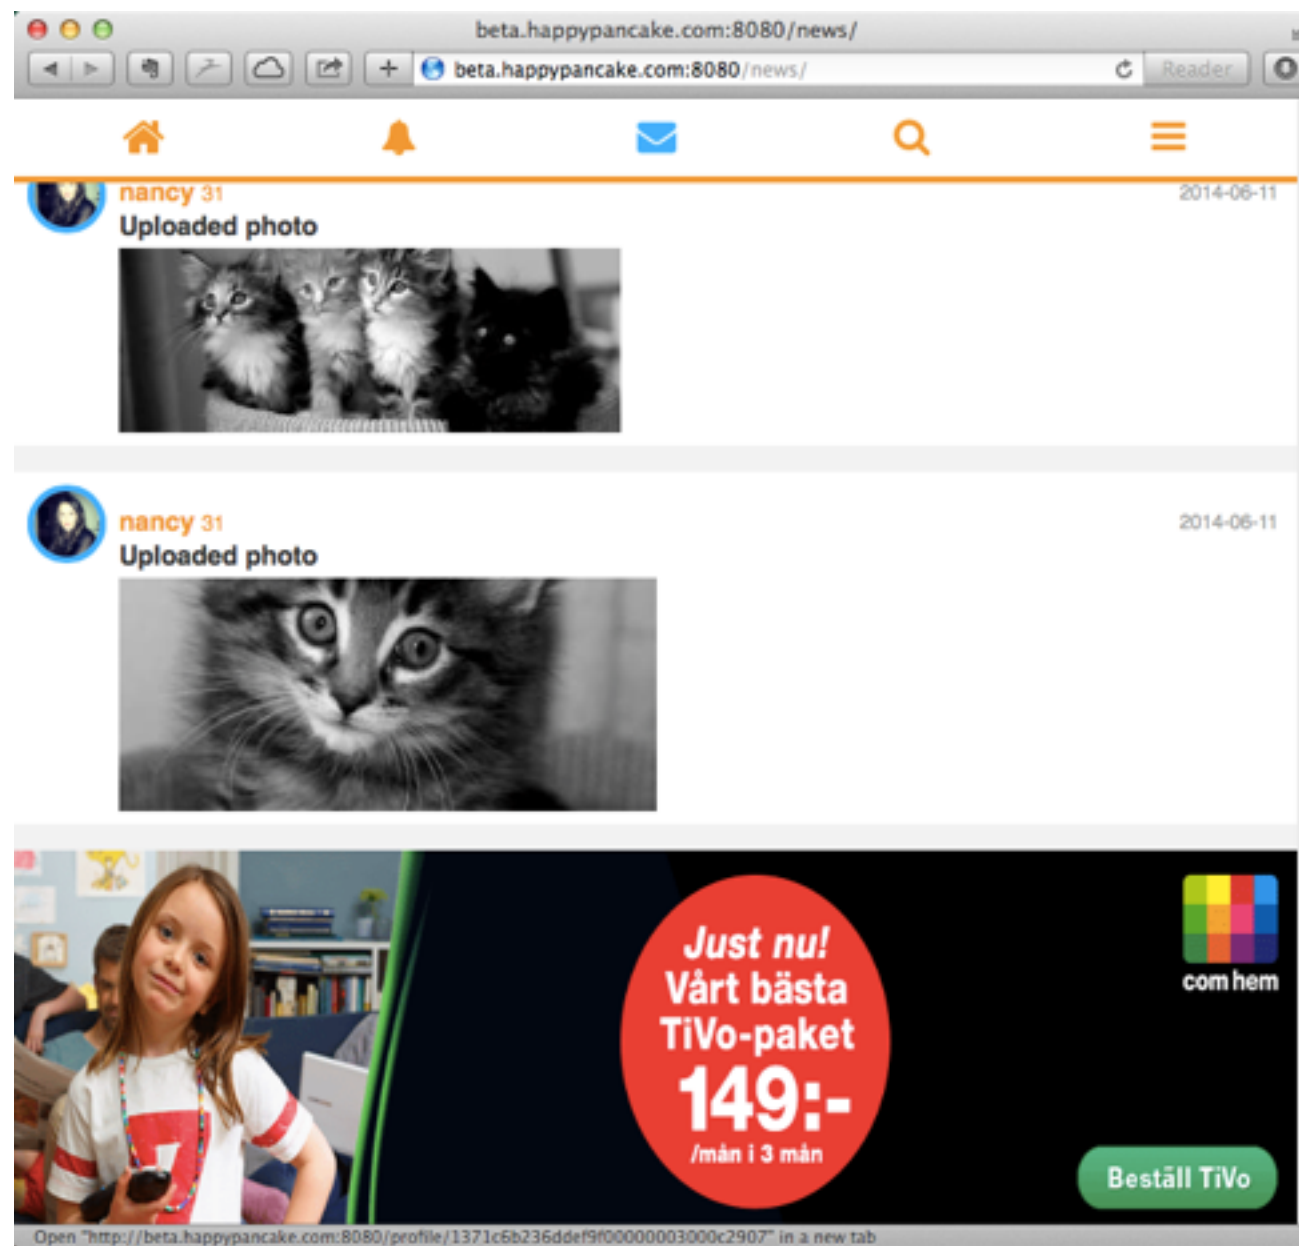 beta.happypancake.com:8080/news/
beta.happypancake.com:8080/news/
Reader
nancy 31
2014-06-11
Uploaded photo
nancy 31
2014-06-11
Uploaded photo
Just nu!
Vårt bästa
TiVo-paket
149:-
/mån i 3 mån
com hem
Beställ TiVo
Open "http://beta.happypancake.com:8080/profile/1371c6b236ddef9f00000003000c2907" in a new tab